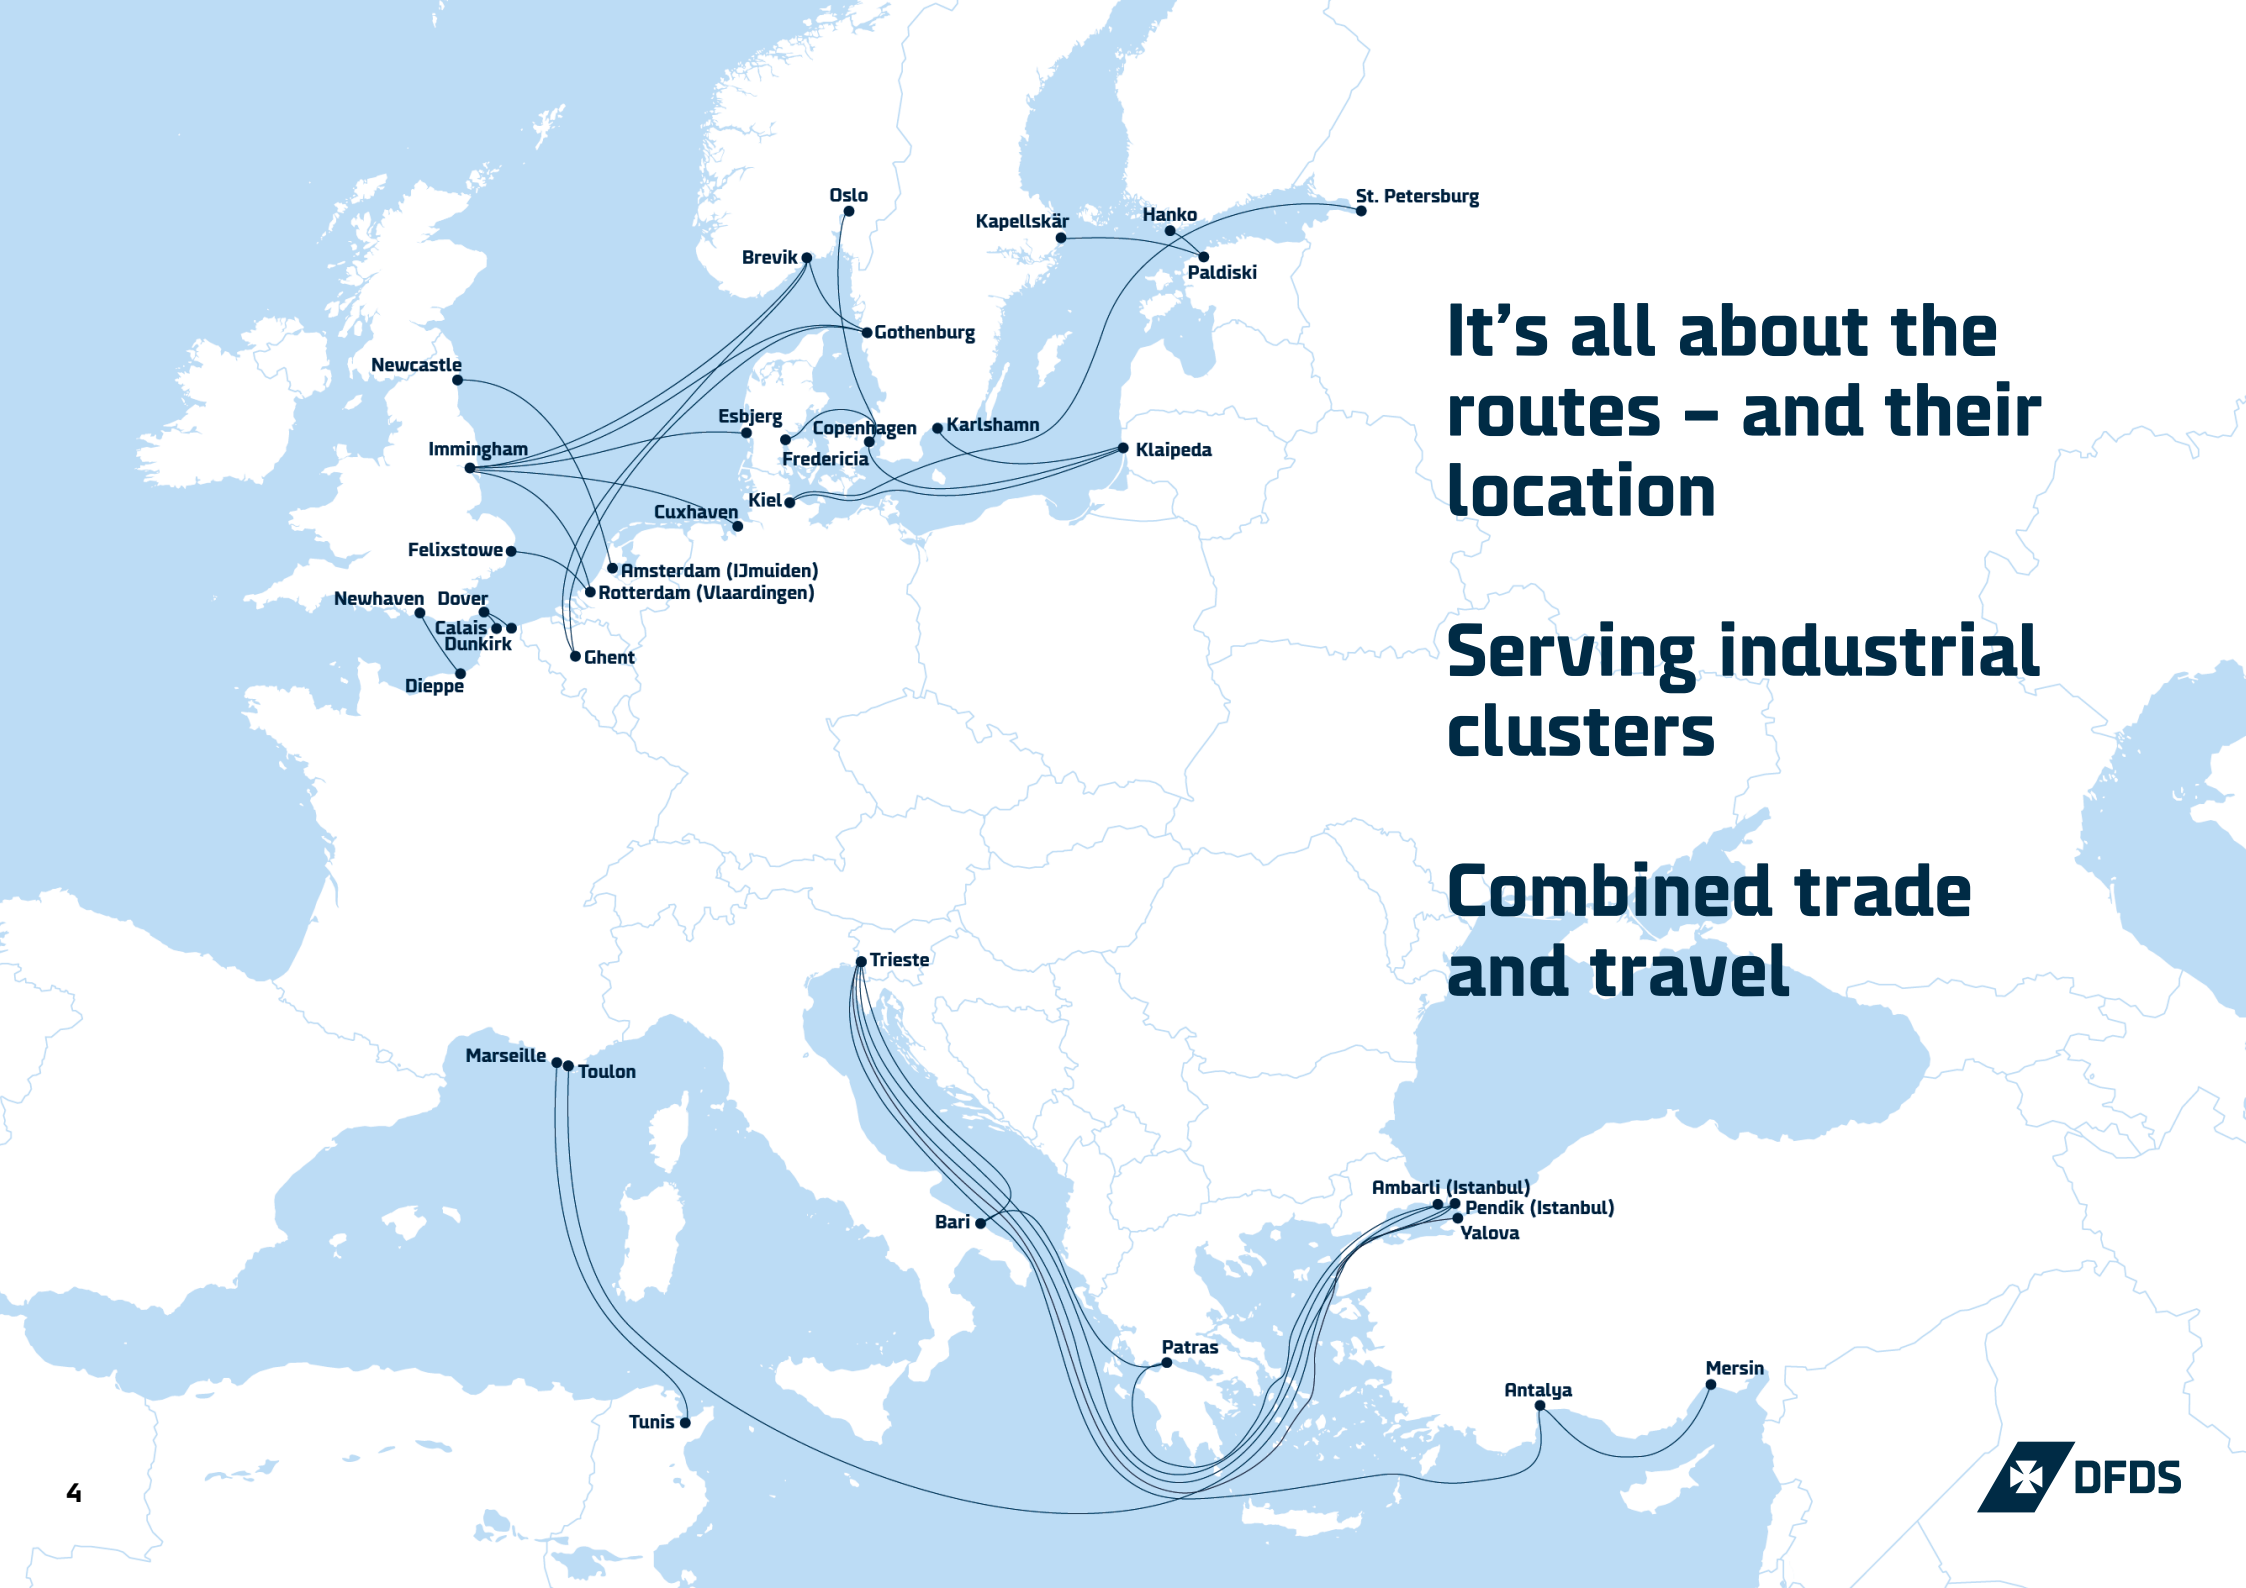 Oslo
St. Petersburg
Kapellskär
Hanko
Brevik
Paldiski
Gothenburg
Newcastle
Esbjerg
Copenhagen
Karlshamn
Immingham
Fredericia
Klaipeda
Kiel
Cuxhaven
Felixstowe
Amsterdam (IJmuiden)
Rotterdam (Vlaardingen)
Newhaven
Dover
Calais
Dunkirk
Ghent
Dieppe
It's all about the
routes – and their
location
Serving industrial
clusters
Combined trade
and travel
Trieste
Marseille
Toulon
Ambarli (Istanbul)
Pendik (Istanbul)
Yalova
Bari
Patras
Mersin
Antalya
Tunis
4
DFDS